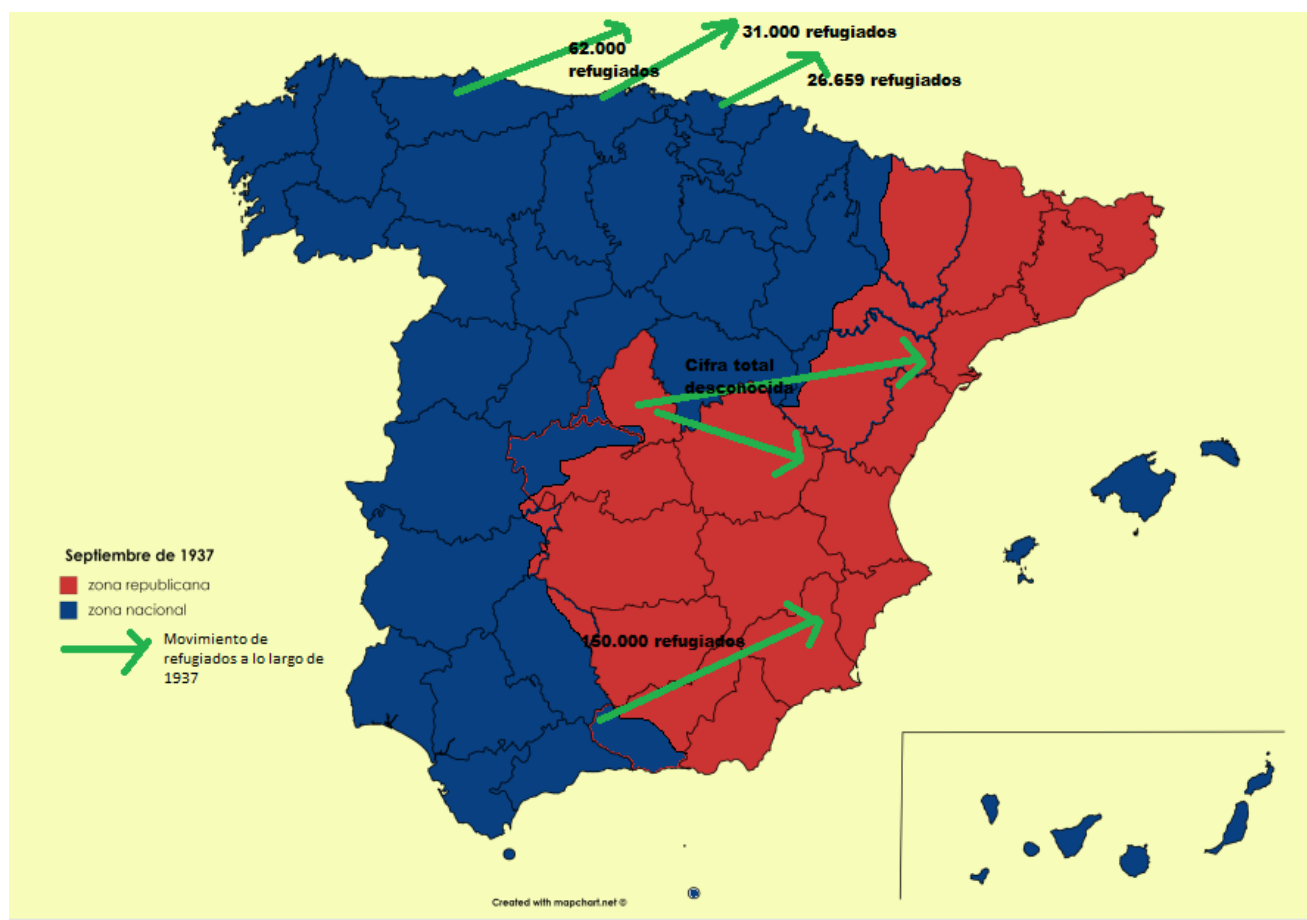 62.000
refugiados
31.000 refugiados
26.659 refugiados
Cifra total
desconocida
Septiembre de 1937
zona republicana
zona nacional
Movimiento de
refugiados a lo largo de
1937
150.000 refugiados
Created with mapchart.net ©